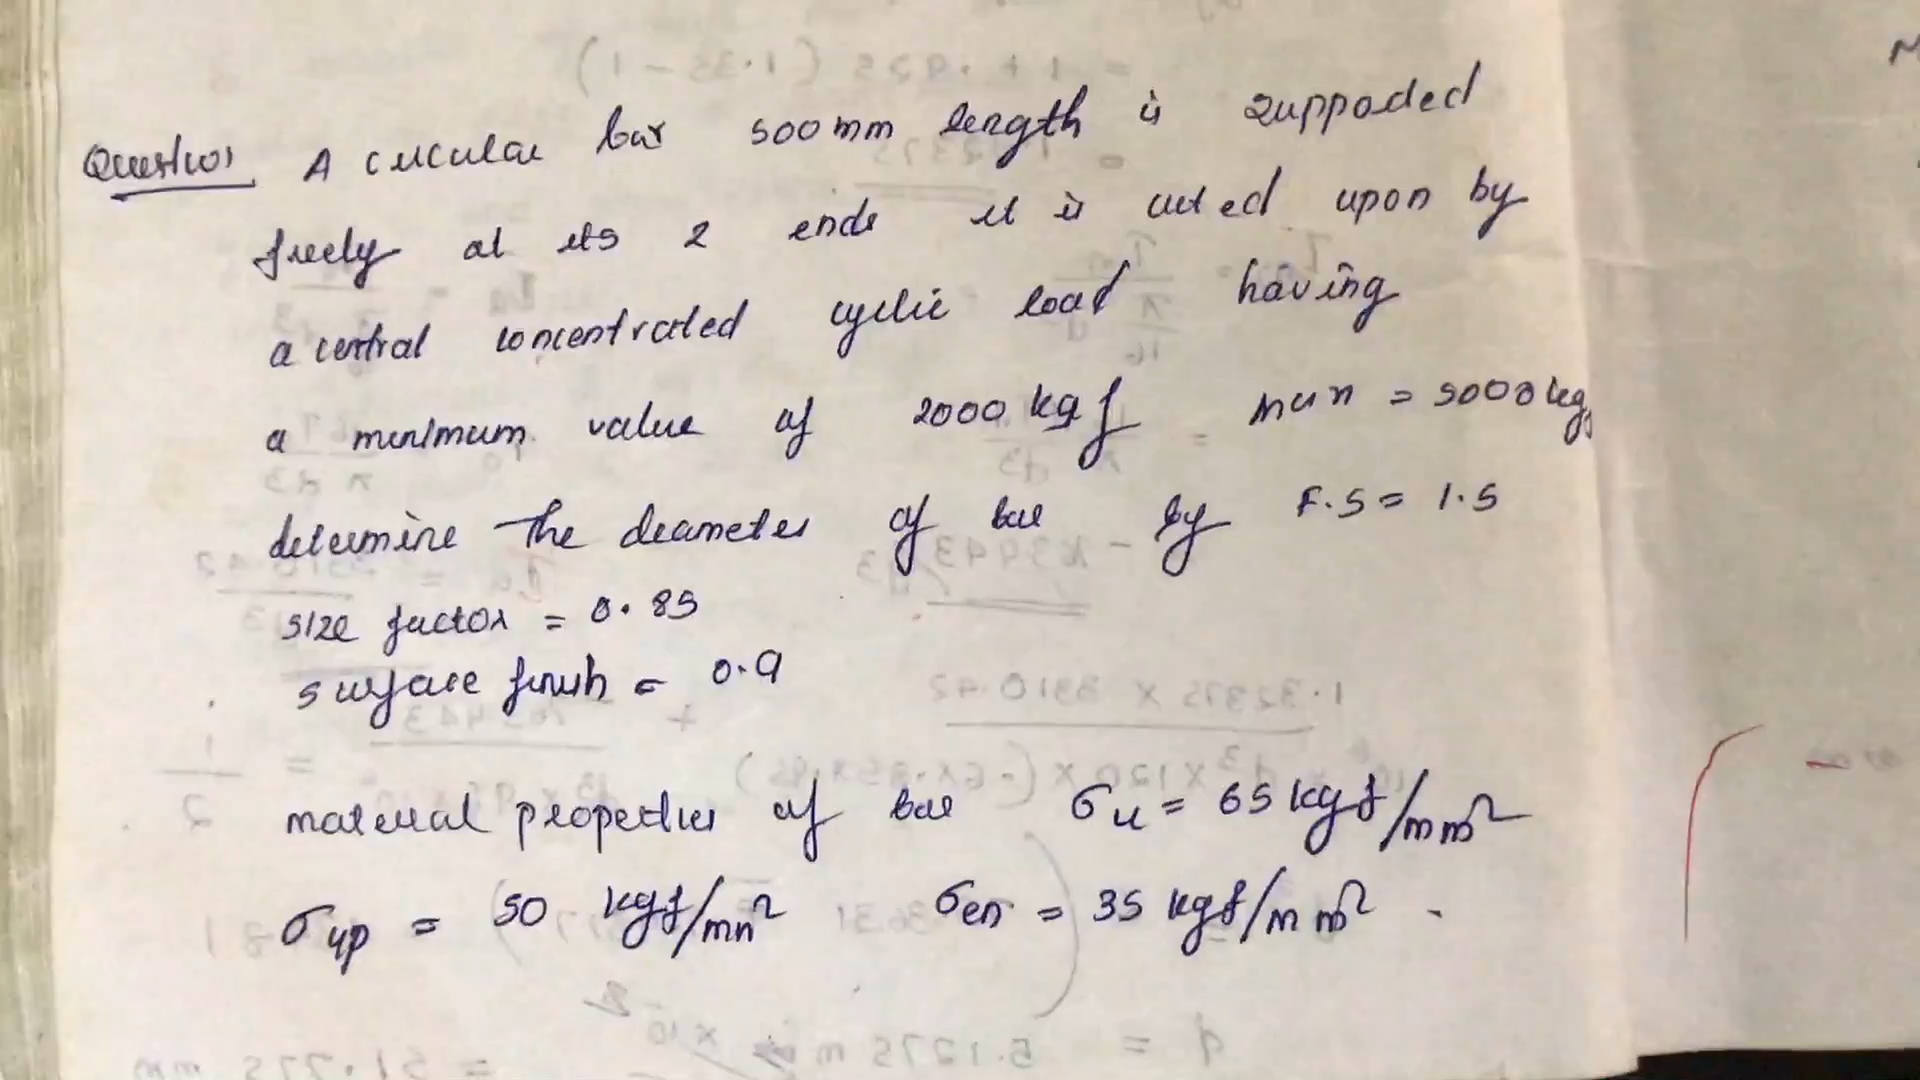 Question A circular bar 500mm length is supported
freely at its 2 ends it is acted upon by
a central concentrated cyclic load having
a minimum value of 2000 kgf max = 5000 kgf
determine the diameter of bar by F.S = 1.5
size factor = 0.85
surface finish = 0.9
material properties of bar σu = 65 kgf/mm²
σyp = 50 kgf/mm² σen = 35 kgf/mm² .